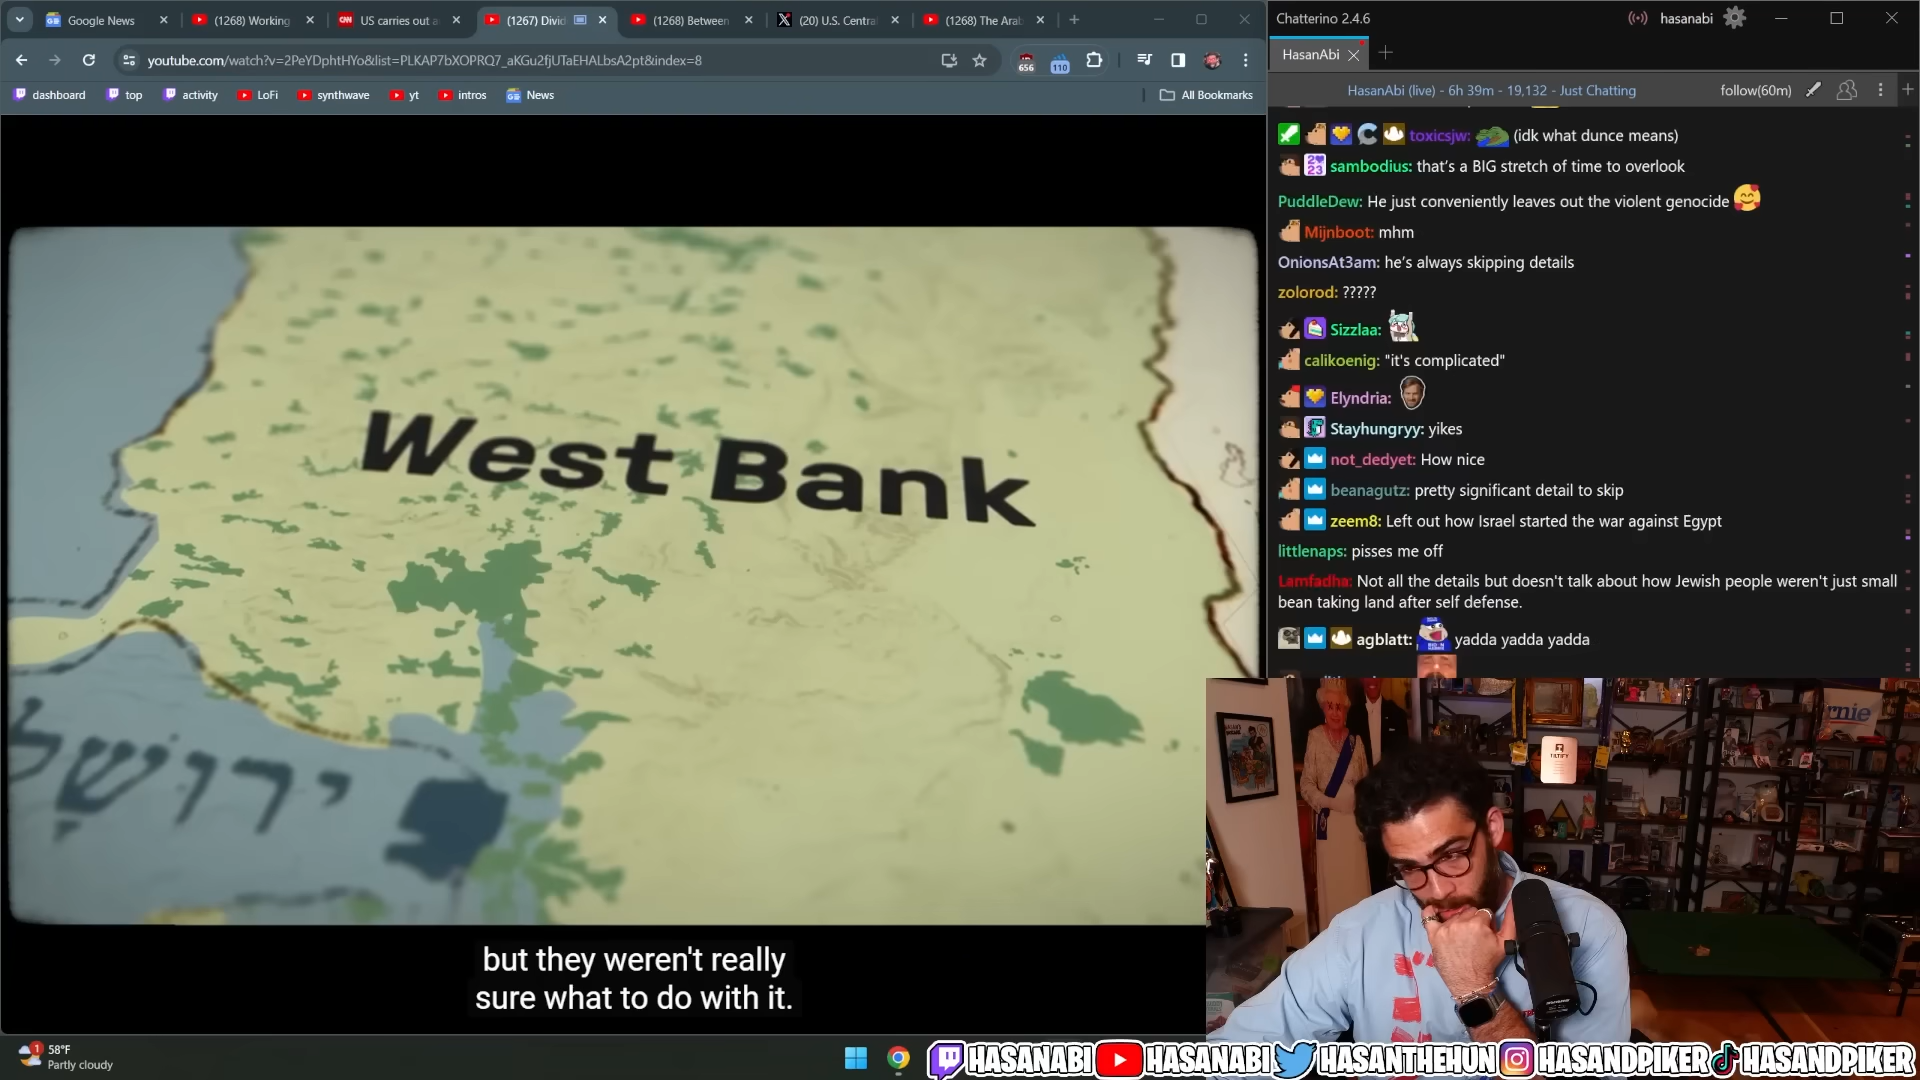 Google News
(1268) Working
CNN
US carries out a
(1267) Divid
(1268) Between
(20) U.S. Central
(1268) The Arab
youtube.com/watch?v=2PeYDphtHYo&list=PLKAP7bXOPRQ7_aKGu2fjUTaEHALbsA2pt&index=8
656
110
dashboard
top
activity
LoFi
synthwave
yt
intros
News
All Bookmarks
West Bank
ירושל
but they weren't really
sure what to do with it.
Chatterino 2.4.6
hasanabi
HasanAbi
HasanAbi (live) - 6h 39m - 19,132 - Just Chatting
follow(60m)
toxicsjw: (idk what dunce means)
sambodius: that's a BIG stretch of time to overlook
PuddleDew: He just conveniently leaves out the violent genocide
Mijnboot: mhm
OnionsAt3am: he's always skipping details
zolorod: ?????
Sizzlaa:
calikoenig: "it's complicated"
Elyndria:
Stayhungryy: yikes
not_dedyet: How nice
beanagutz: pretty significant detail to skip
zeem8: Left out how Israel started the war against Egypt
littlenaps: pisses me off
Lamfadha: Not all the details but doesn't talk about how Jewish people weren't just small
bean taking land after self defense.
agblatt: yadda yadda yadda
rnie
1
58°F
Partly cloudy
HASANABI HASANABI HASANTHEHUN HASANDPIKER HASANDPIKER